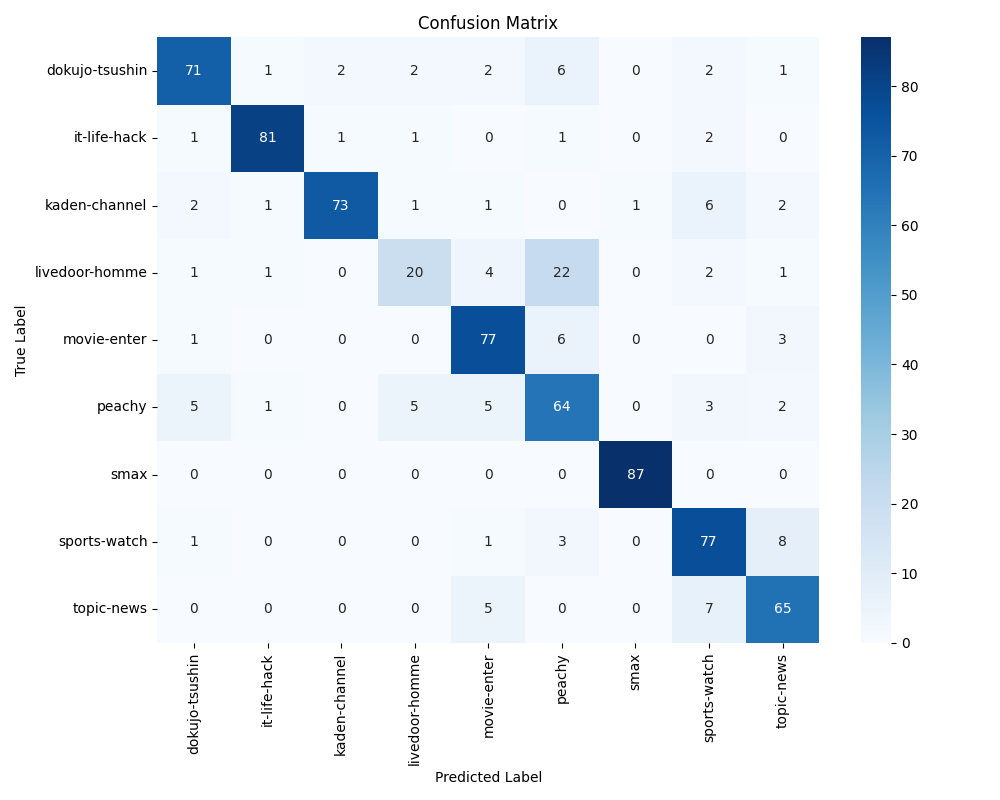 Confusion Matrix
True Label
dokujo-tsushin 71 1 2 2 2 6 0 2 1
it-life-hack 1 81 1 1 0 1 0 2 0
kaden-channel 2 1 73 1 1 0 1 6 2
livedoor-homme 1 1 0 20 4 22 0 2 1
movie-enter 1 0 0 0 77 6 0 0 3
peachy 5 1 0 5 5 64 0 3 2
smax 0 0 0 0 0 0 87 0 0
sports-watch 1 0 0 0 1 3 0 77 8
topic-news 0 0 0 0 5 0 0 7 65
dokujo-tsushin
it-life-hack
kaden-channel
livedoor-homme
movie-enter
peachy
smax
sports-watch
topic-news
Predicted Label
80
70
60
50
40
30
20
10
0